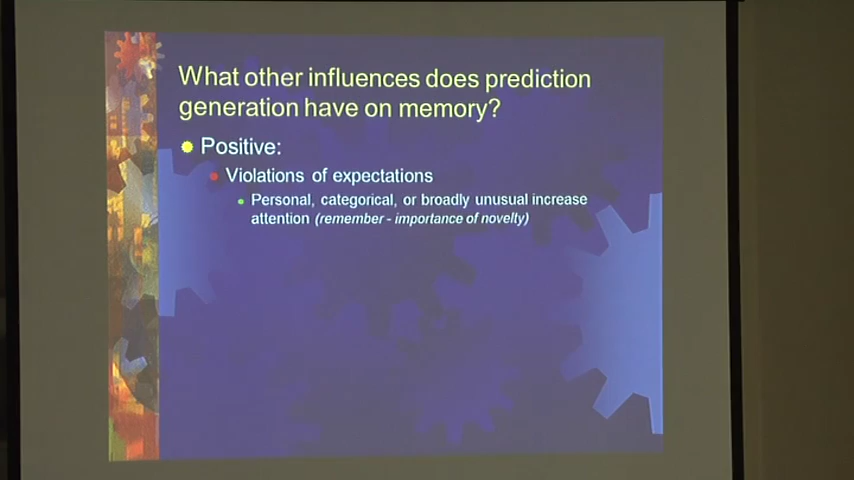 What other influences does prediction
generation have on memory?
Positive:
Violations of expectations
Personal, categorical, or broadly unusual increase
attention (remember - importance of novelty)